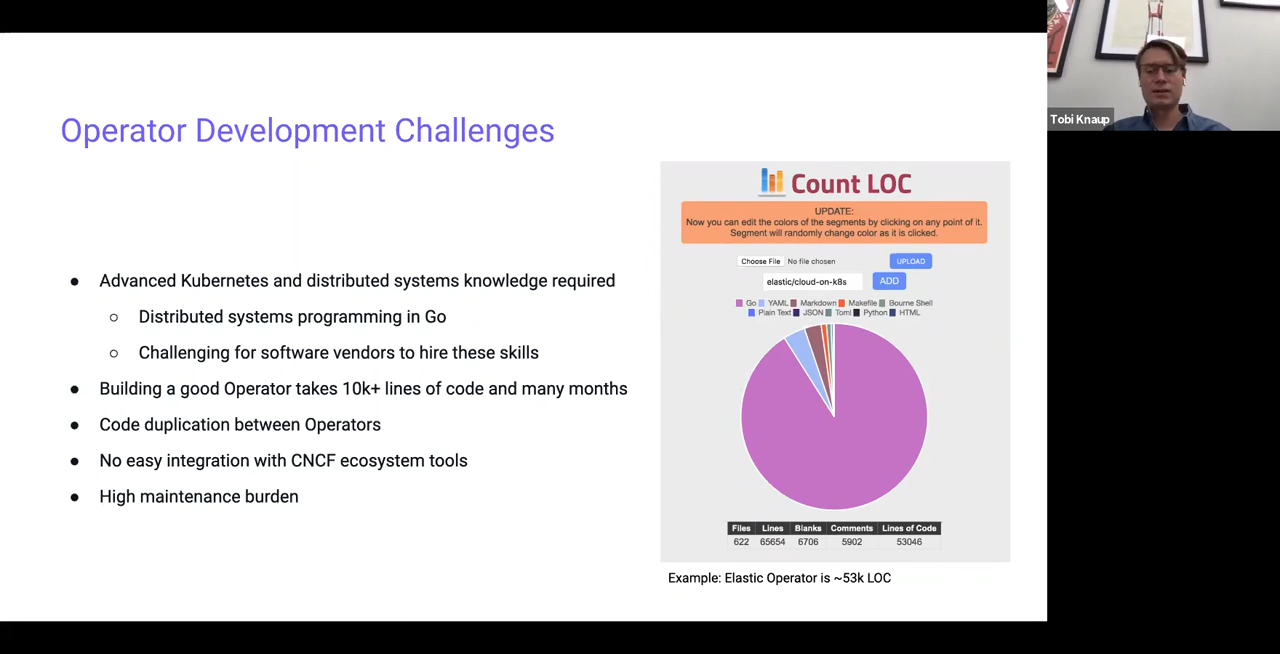 Operator Development Challenges
Advanced Kubernetes and distributed systems knowledge required
Distributed systems programming in Go
Challenging for software vendors to hire these skills
Building a good Operator takes 10k+ lines of code and many months
Code duplication between Operators
No easy integration with CNCF ecosystem tools
High maintenance burden
Count LOC
UPDATE:
Now you can edit the colors of the segments by clicking on any point of it.
Segment will randomly change color as it is clicked.
Choose File No file chosen UPLOAD
elastic/cloud-on-k8s ADD
Go YAML Markdown Makefile Bourne Shell
Plain Text JSON Toml Python HTML
Files Lines Blanks Comments Lines of Code
622 65654 6706 5902 53046
Example: Elastic Operator is ~53k LOC
Tobi Knaup